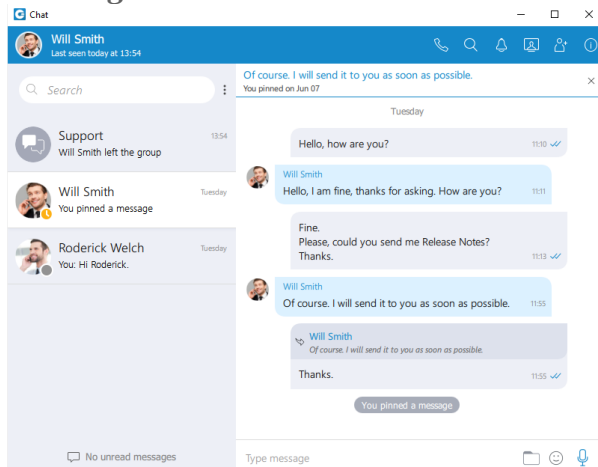 Chat
Will Smith
Last seen today at 13:54
Search
Support
13:54
Will Smith left the group
Will Smith
Tuesday
You pinned a message
Roderick Welch
Tuesday
You: Hi Roderick.
No unread messages
Of course. I will send it to you as soon as possible.
You pinned on Jun 07
Tuesday
Hello, how are you?
11:10
Will Smith
Hello, I am fine, thanks for asking. How are you?
11:11
Fine.
Please, could you send me Release Notes?
Thanks.
11:13
Will Smith
Of course. I will send it to you as soon as possible.
11:55
Will Smith
Of course. I will send it to you as soon as possible.
Thanks.
11:55
You pinned a message
Type message